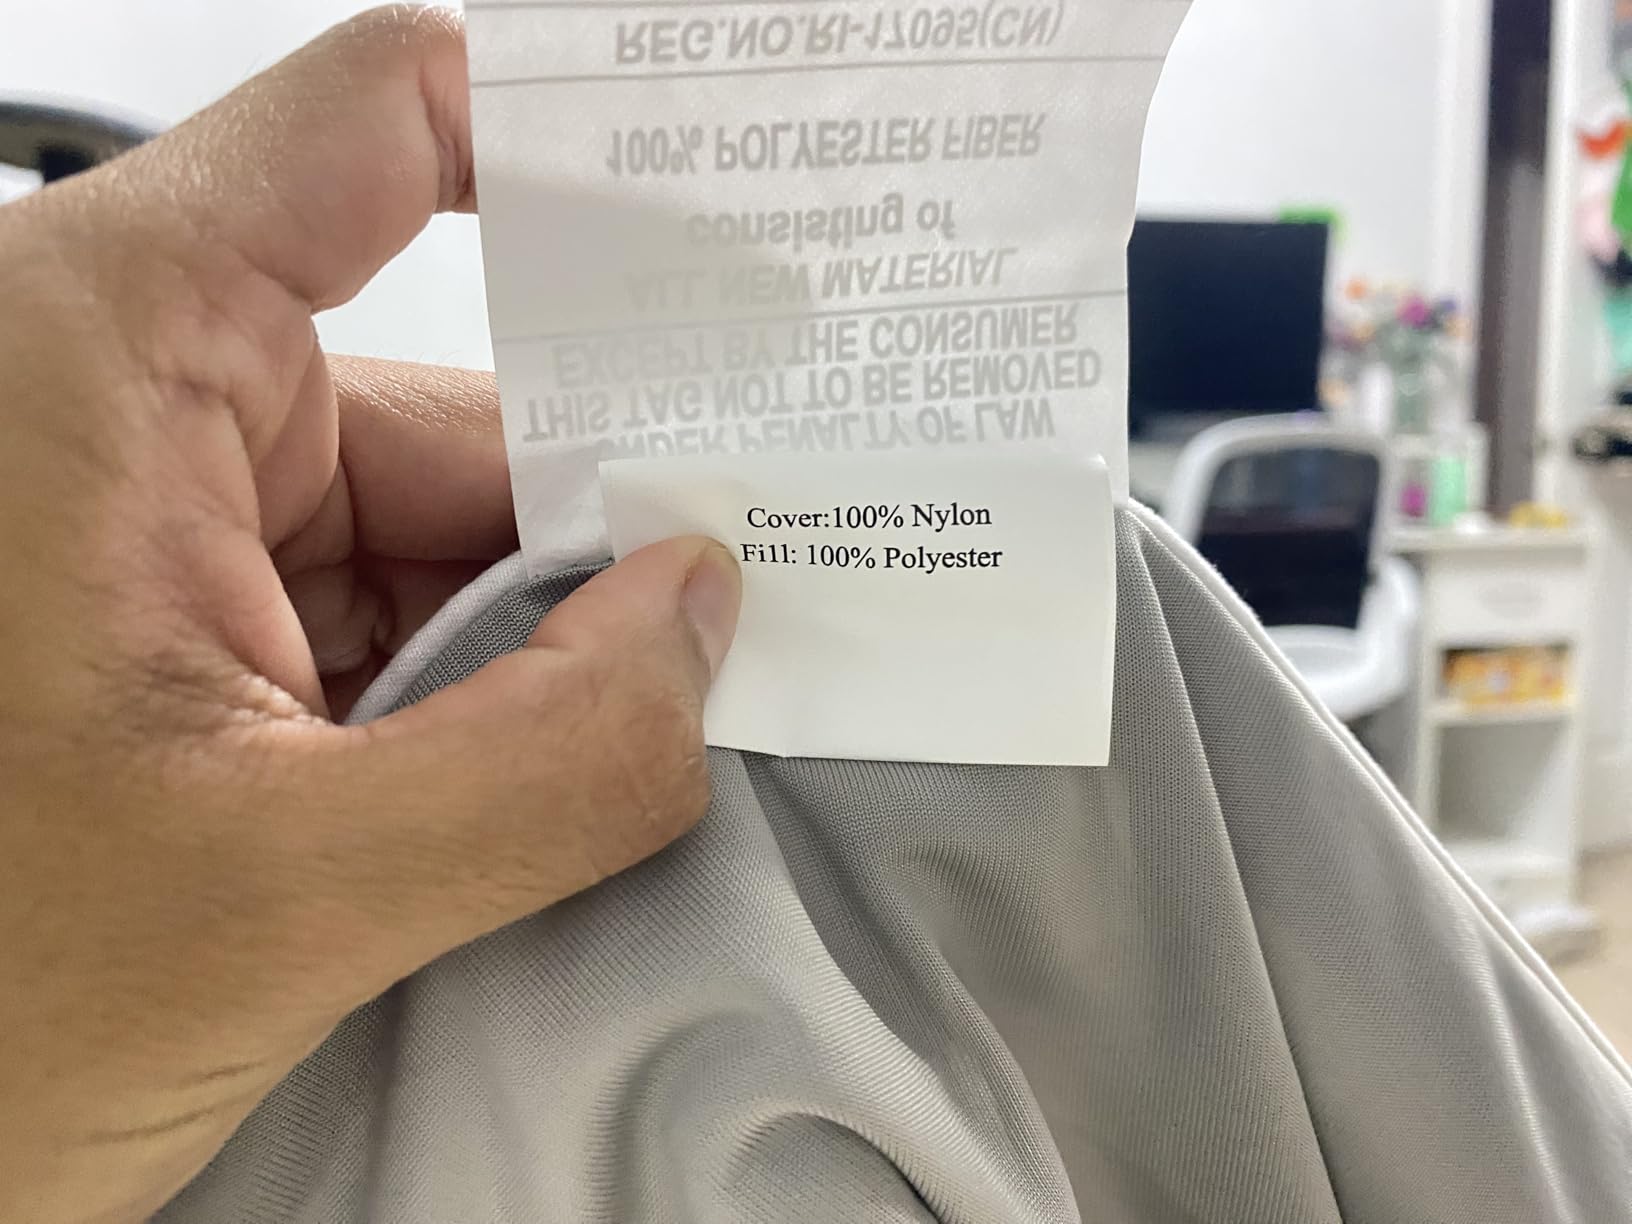 REG.NO.RI-17095(CN)
100% POLYESTER FIBER
consisting of
ALL NEW MATERIAL
EXCEPT BY THE CONSUMER
THIS TAG NOT TO BE REMOVED
UNDER PENALTY OF LAW
Cover:100% Nylon
Fill: 100% Polyester